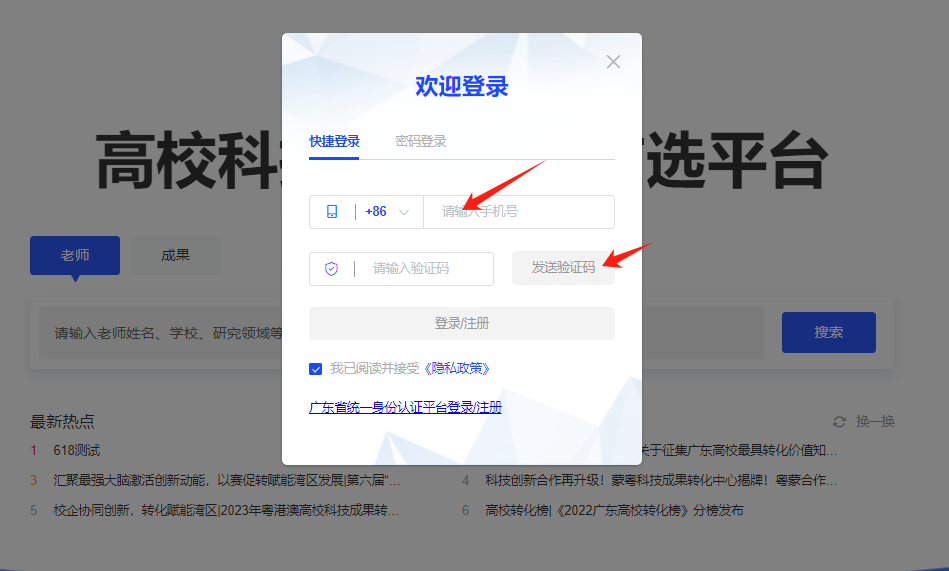 欢迎登录
快捷登录 密码登录
高校科
选平台
+86 请输入手机号
老师 成果
请输入验证码 发送验证码
请输入老师姓名、学校、研究领域等
登录/注册
搜索
我已阅读并接受《隐私政策》
广东省统一身份认证平台登录/注册
最新热点
换一换
1 618测试
关于征集广东高校最具转化价值知...
3 汇聚最强大脑激活创新动能，以赛促转赋能湾区发展|第六届“...
4 科技创新合作再升级！蒙粤科技成果转化中心揭牌！粤蒙合作...
5 校企协同创新，转化赋能湾区|2023年粤港澳高校科技成果转...
6 高校转化榜|《2022广东高校转化榜》分榜发布